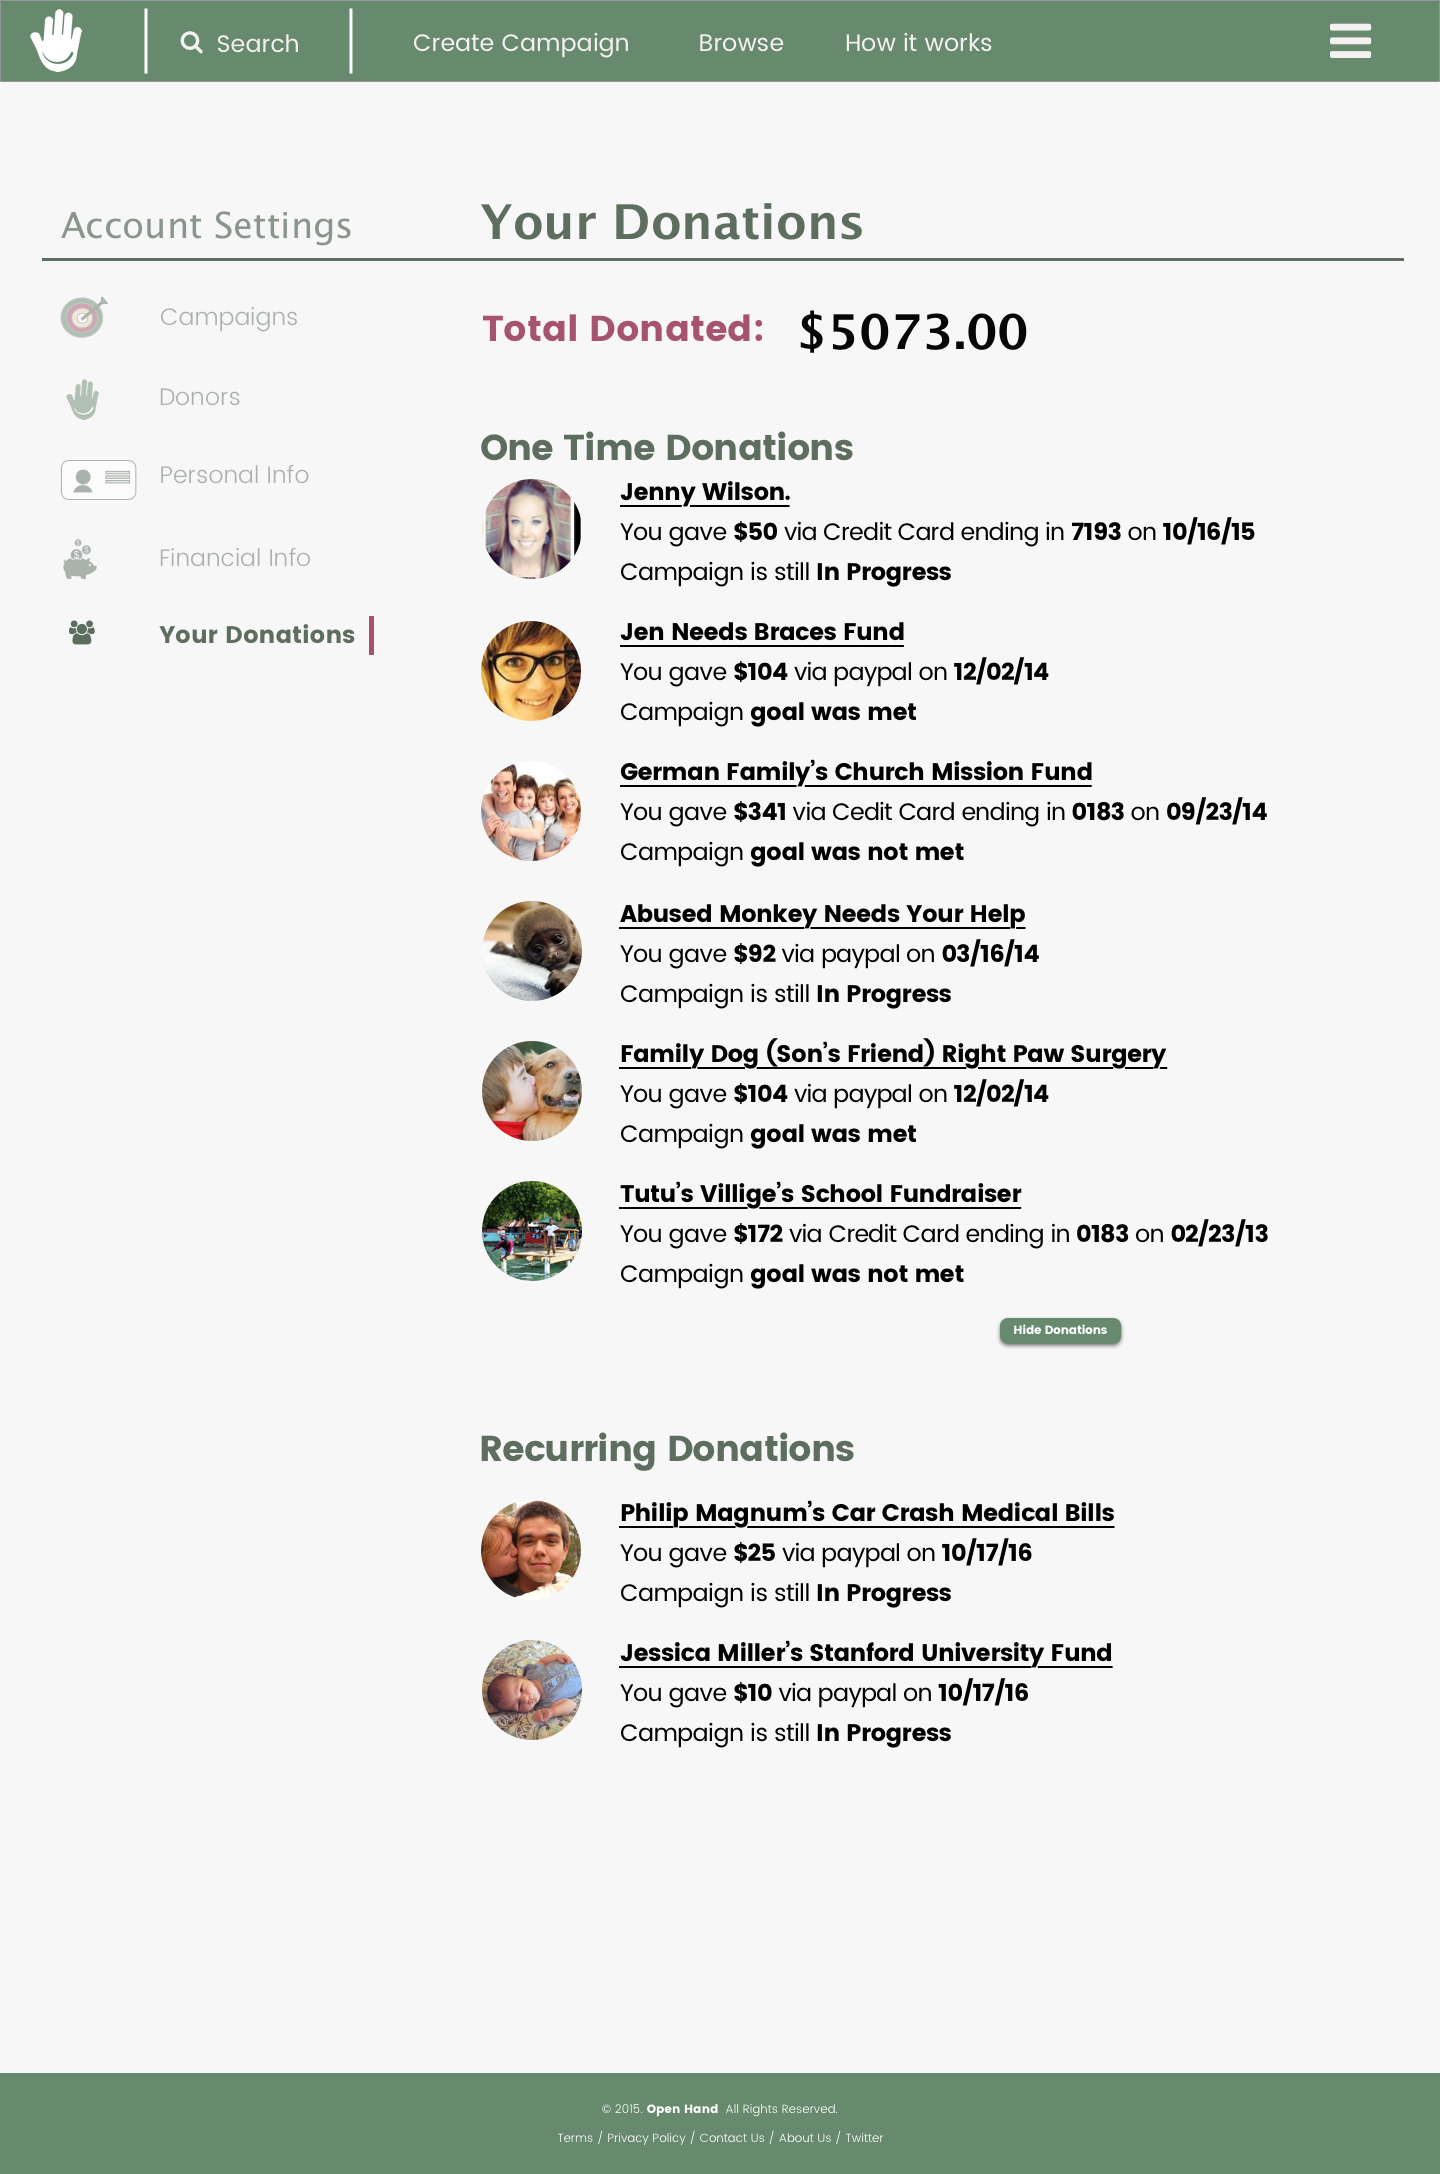 Search
Create Campaign
Browse
How it works
Account Settings
Your Donations
Campaigns
Donors
Personal Info
Financial Info
Your Donations
Total Donated: $5073.00
One Time Donations
Jenny Wilson.
You gave $50 via Credit Card ending in 7193 on 10/16/15
Campaign is still In Progress
Jen Needs Braces Fund
You gave $104 via paypal on 12/02/14
Campaign goal was met
German Family’s Church Mission Fund
You gave $341 via Cedit Card ending in 0183 on 09/23/14
Campaign goal was not met
Abused Monkey Needs Your Help
You gave $92 via paypal on 03/16/14
Campaign is still In Progress
Family Dog (Son’s Friend) Right Paw Surgery
You gave $104 via paypal on 12/02/14
Campaign goal was met
Tutu’s Villige’s School Fundraiser
You gave $172 via Credit Card ending in 0183 on 02/23/13
Campaign goal was not met
Hide Donations
Recurring Donations
Philip Magnum’s Car Crash Medical Bills
You gave $25 via paypal on 10/17/16
Campaign is still In Progress
Jessica Miller’s Stanford University Fund
You gave $10 via paypal on 10/17/16
Campaign is still In Progress
© 2015. Open Hand All Rights Reserved.
Terms / Privacy Policy / Contact Us / About Us / Twitter